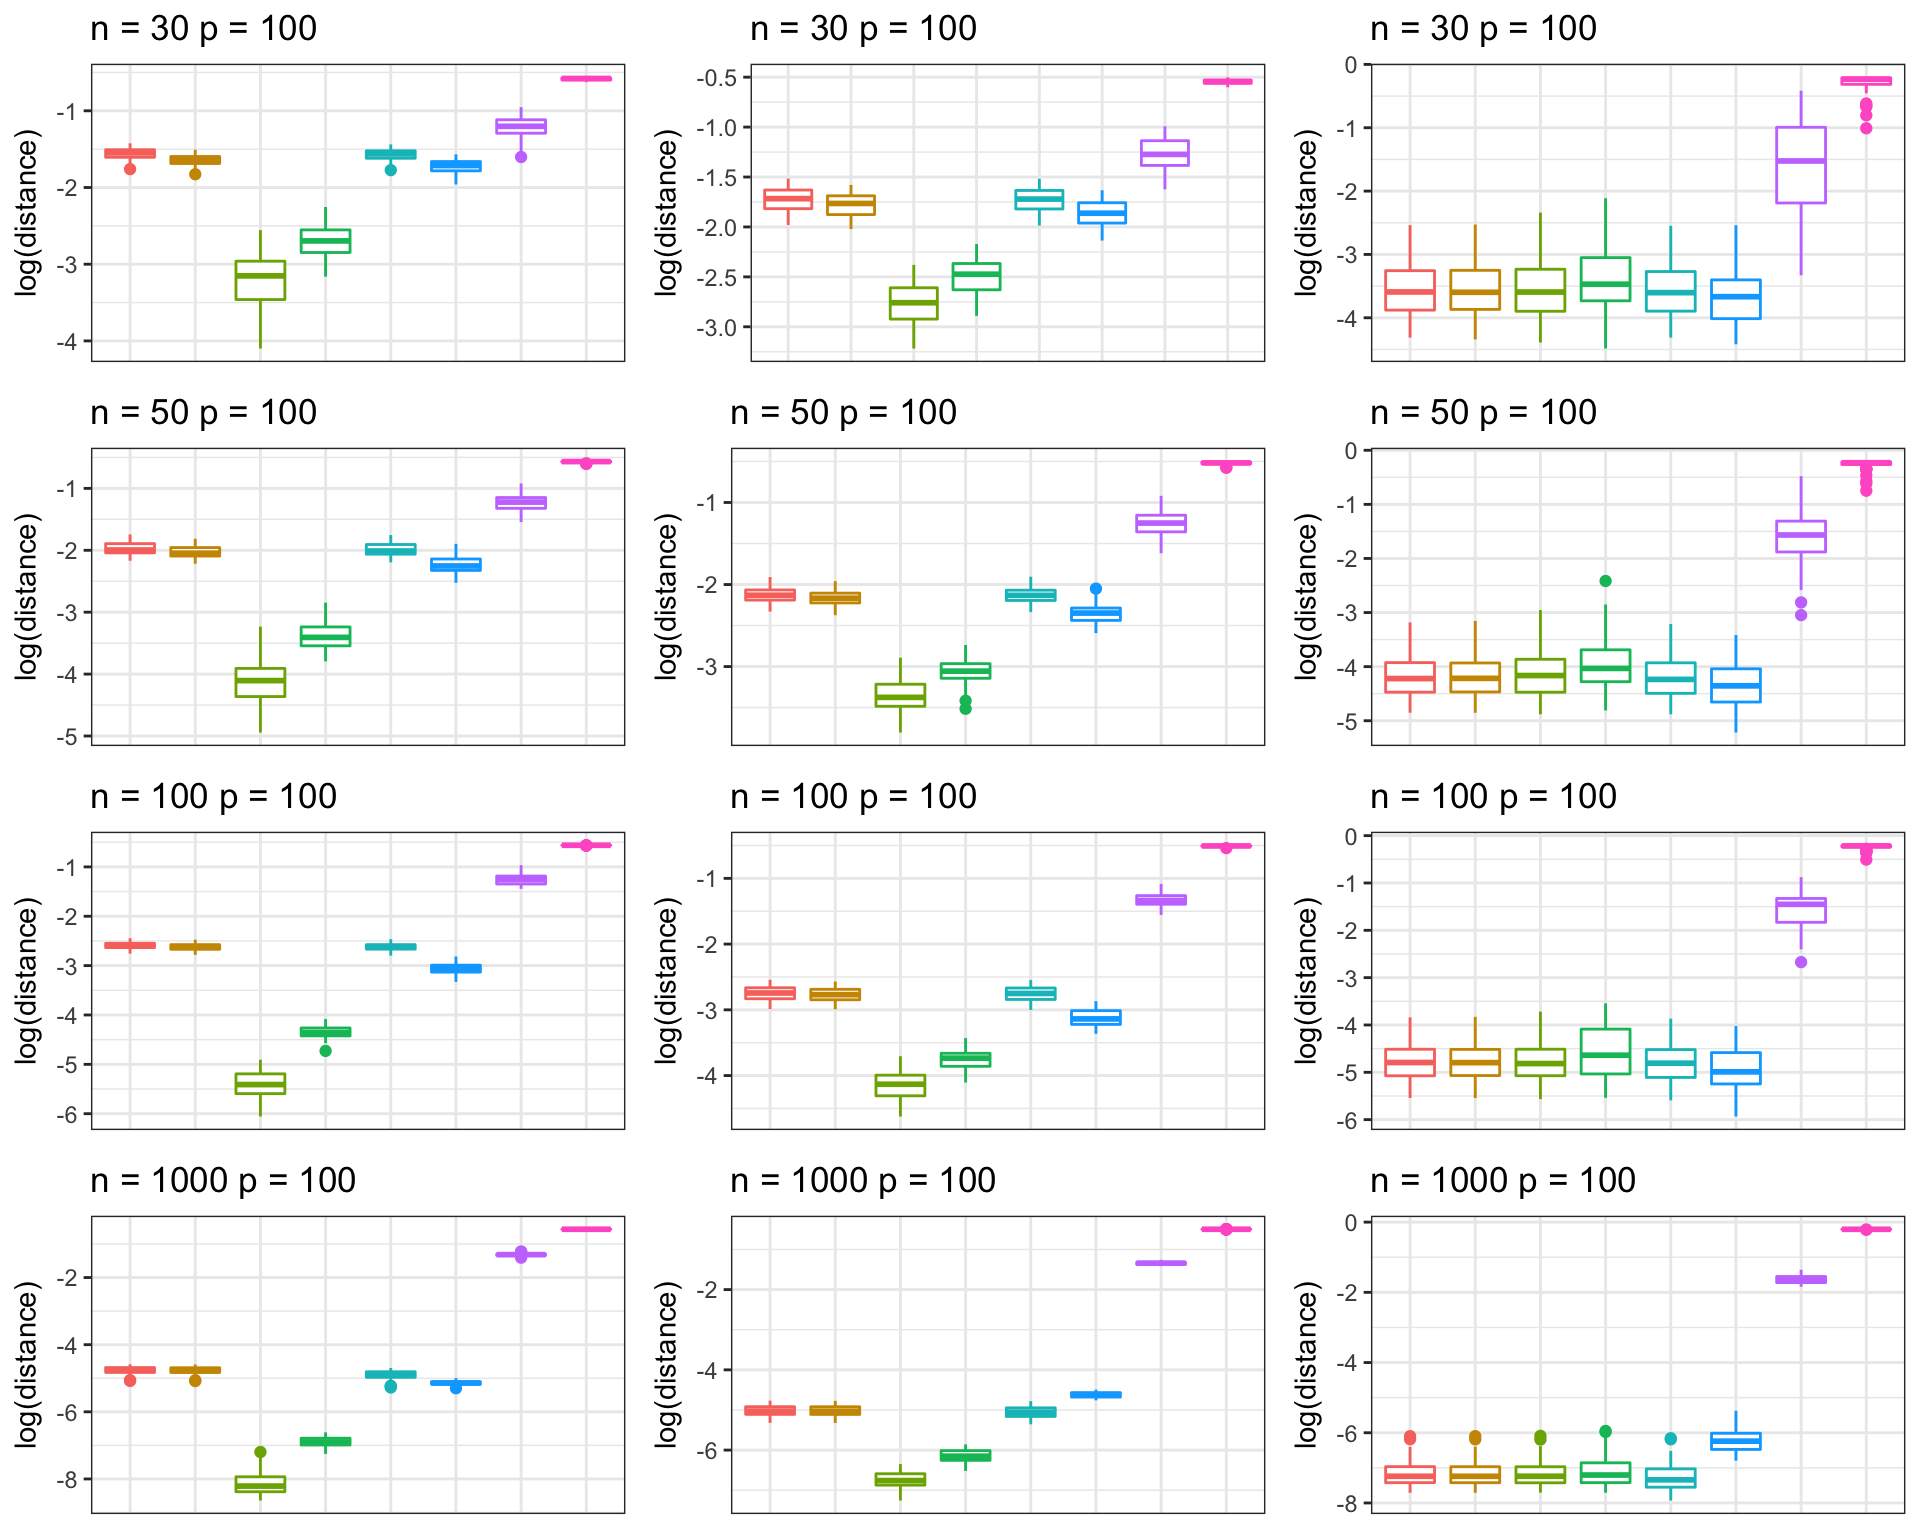 n = 30 p = 100
n = 30 p = 100
n = 30 p = 100
log(distance)
-1
-2
-3
-4
log(distance)
-0.5
-1.0
-1.5
-2.0
-2.5
-3.0
log(distance)
0
-1
-2
-3
-4
n = 50 p = 100
n = 50 p = 100
n = 50 p = 100
log(distance)
-1
-2
-3
-4
-5
log(distance)
-1
-2
-3
log(distance)
0
-1
-2
-3
-4
-5
n = 100 p = 100
n = 100 p = 100
n = 100 p = 100
log(distance)
-1
-2
-3
-4
-5
-6
log(distance)
-1
-2
-3
-4
log(distance)
0
-1
-2
-3
-4
-5
-6
n = 1000 p = 100
n = 1000 p = 100
n = 1000 p = 100
log(distance)
-2
-4
-6
-8
log(distance)
-2
-4
-6
log(distance)
0
-2
-4
-6
-8